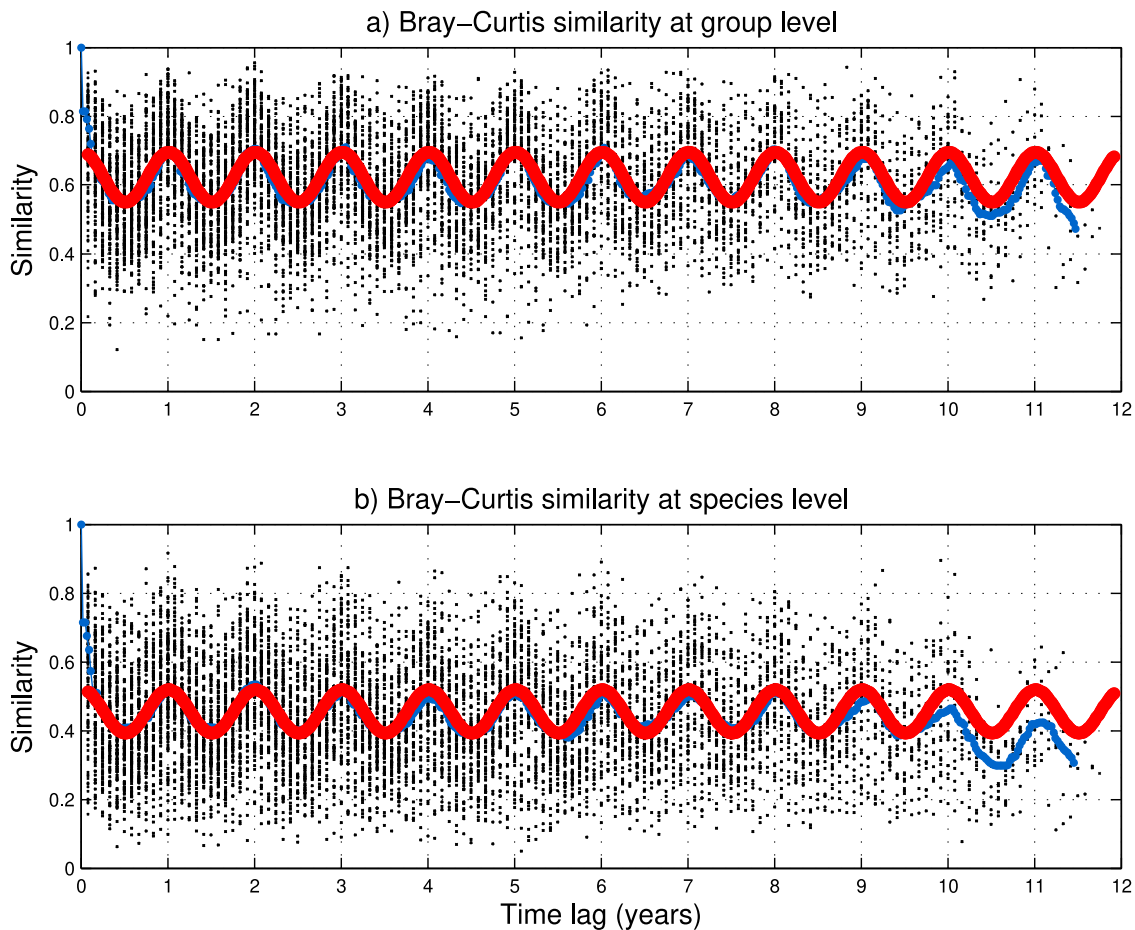 a) Bray−Curtis similarity at group level
1
0.8
0.6
0.4
0.2
0
Similarity
0 1 2 3 4 5 6 7 8 9 10 11 12
b) Bray−Curtis similarity at species level
1
0.8
0.6
0.4
0.2
0
Similarity
0 1 2 3 4 5 6 7 8 9 10 11 12
Time lag (years)